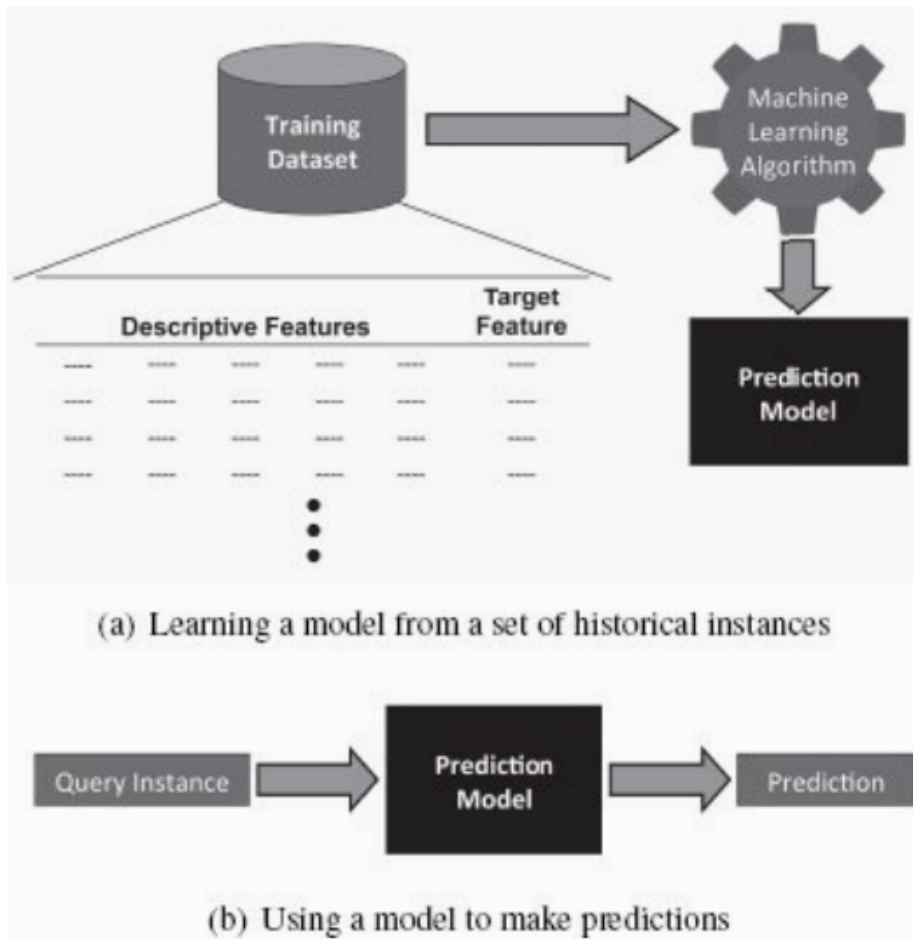 Training
Dataset
Machine
Learning
Algorithm
Target
Descriptive Features Feature
---- ---- ---- ---- ---- ----
---- ---- ---- ---- ---- ----
---- ---- ---- ---- ---- ----
---- ---- ---- ---- ---- ----
Prediction
Model
(a) Learning a model from a set of historical instances
Query Instance
Prediction
Model
Prediction
(b) Using a model to make predictions